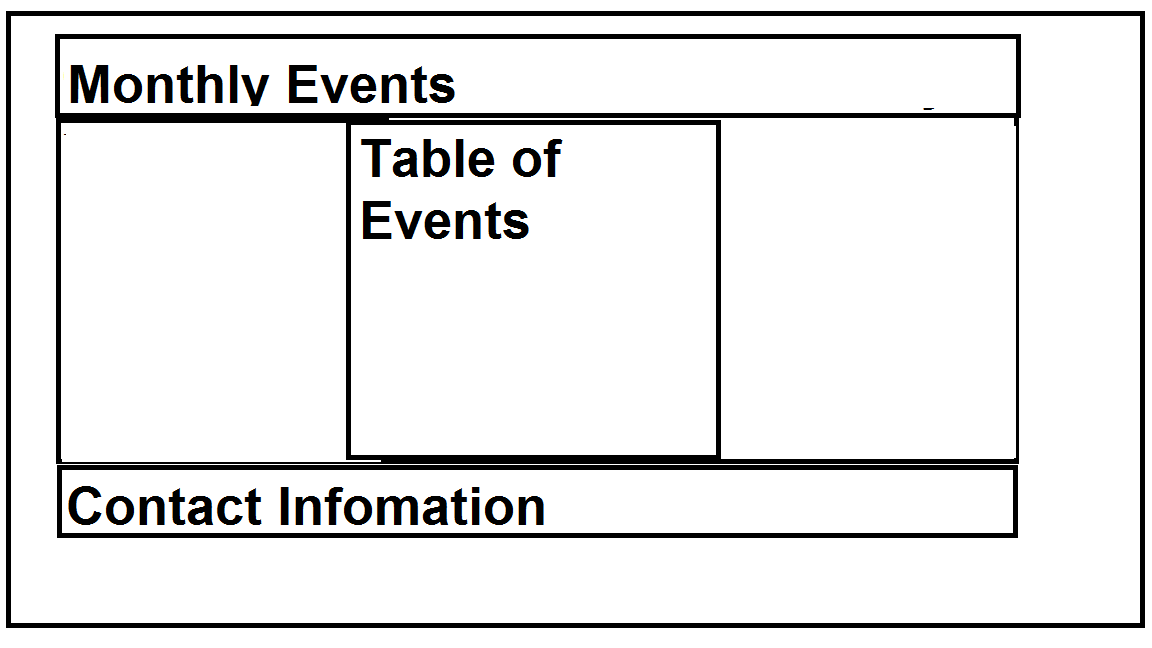 Monthly Events
Table of
Events
Contact Infomation